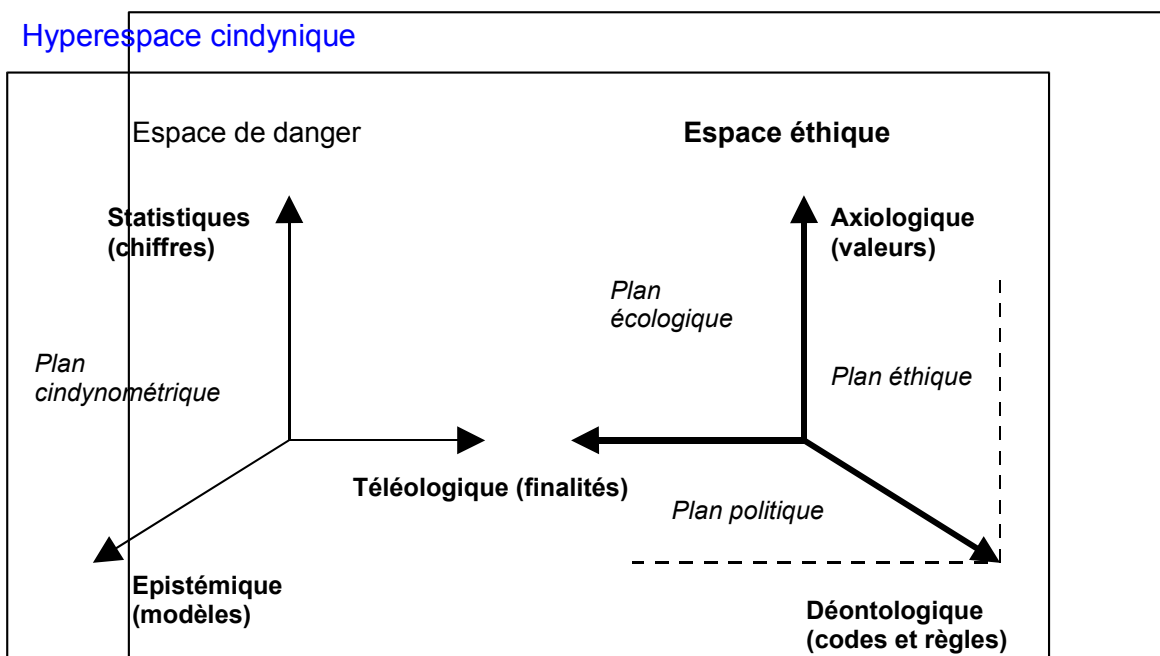 Hyperespace cindynique
Espace de danger
Espace éthique
Statistiques
(chiffres)
Axiologique
(valeurs)
Plan
écologique
Plan
cindynométrique
Plan éthique
Téléologique (finalités)
Plan politique
Epistémique
(modèles)
Déontologique
(codes et règles)